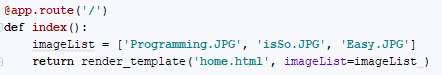 @app.route('/')
def index():
    imageList = ['Programming.JPG', 'isSo.JPG', 'Easy.JPG']
    return render_template('home.html', imageList=imageList )